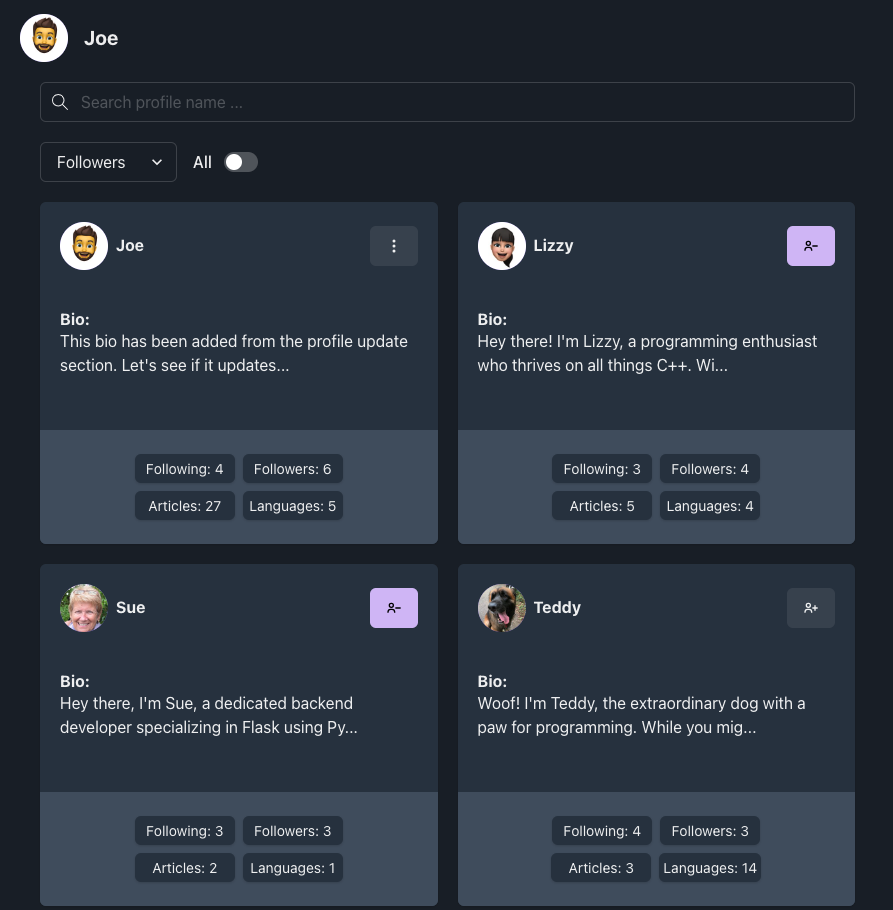 Joe
Search profile name ...
Followers
All
Joe
Bio:
This bio has been added from the profile update
section. Let's see if it updates...
Following: 4
Followers: 6
Articles: 27
Languages: 5
Lizzy
Bio:
Hey there! I'm Lizzy, a programming enthusiast
who thrives on all things C++. Wi...
Following: 3
Followers: 4
Articles: 5
Languages: 4
Sue
Bio:
Hey there, I'm Sue, a dedicated backend
developer specializing in Flask using Py...
Following: 3
Followers: 3
Articles: 2
Languages: 1
Teddy
Bio:
Woof! I'm Teddy, the extraordinary dog with a
paw for programming. While you mig...
Following: 4
Followers: 3
Articles: 3
Languages: 14